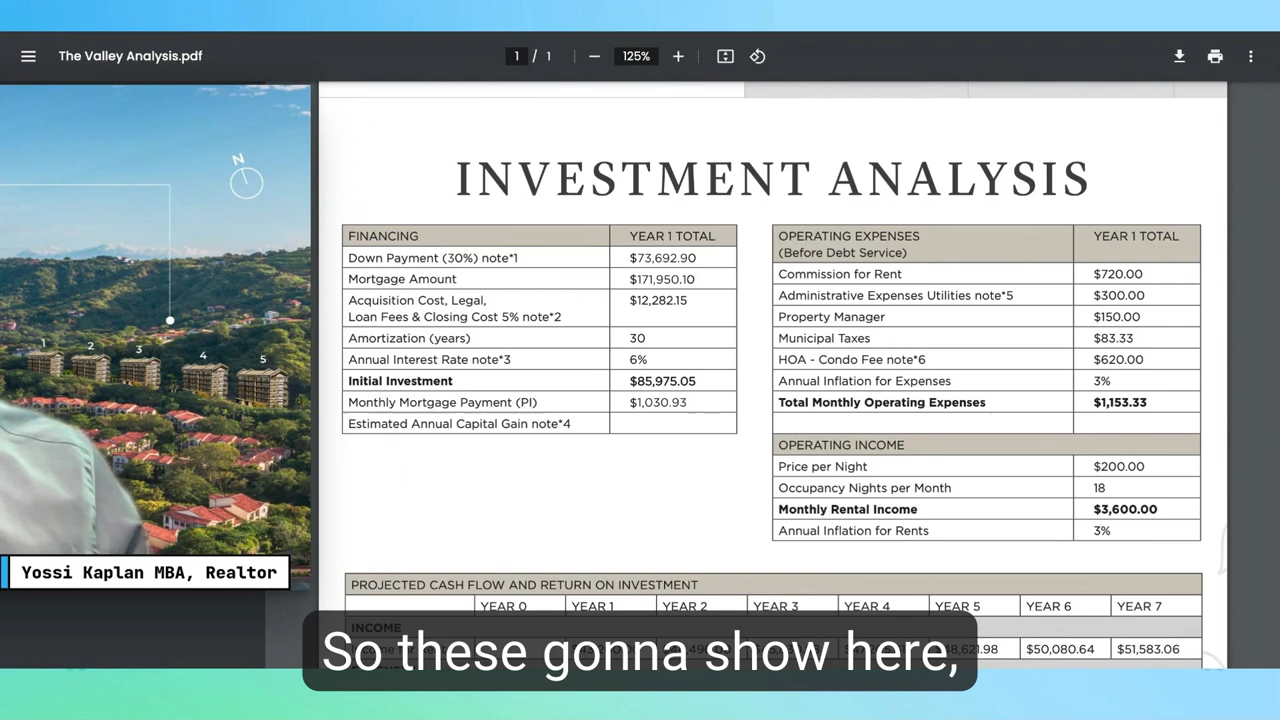 The Valley Analysis.pdf
1 / 1
125%
N
1 2 3 4 5
Yossi Kaplan MBA, Realtor
INVESTMENT ANALYSIS
FINANCING YEAR 1 TOTAL
Down Payment (30%) note*1 $73,692.90
Mortgage Amount $171,950.10
Acquisition Cost, Legal,
Loan Fees & Closing Cost 5% note*2 $12,282.15
Amortization (years) 30
Annual Interest Rate note*3 6%
Initial Investment $85,975.05
Monthly Mortgage Payment (PI) $1,030.93
Estimated Annual Capital Gain note*4
OPERATING EXPENSES YEAR 1 TOTAL
(Before Debt Service)
Commission for Rent $720.00
Administrative Expenses Utilities note*5 $300.00
Property Manager $150.00
Municipal Taxes $83.33
HOA - Condo Fee note*6 $620.00
Annual Inflation for Expenses 3%
Total Monthly Operating Expenses $1,153.33
OPERATING INCOME
Price per Night $200.00
Occupancy Nights per Month 18
Monthly Rental Income $3,600.00
Annual Inflation for Rents 3%
PROJECTED CASH FLOW AND RETURN ON INVESTMENT
YEAR 0 YEAR 1 YEAR 2 YEAR 3 YEAR 4 YEAR 5 YEAR 6 YEAR 7
INCOME
$50,080.64 $51,583.06
So these gonna show here,